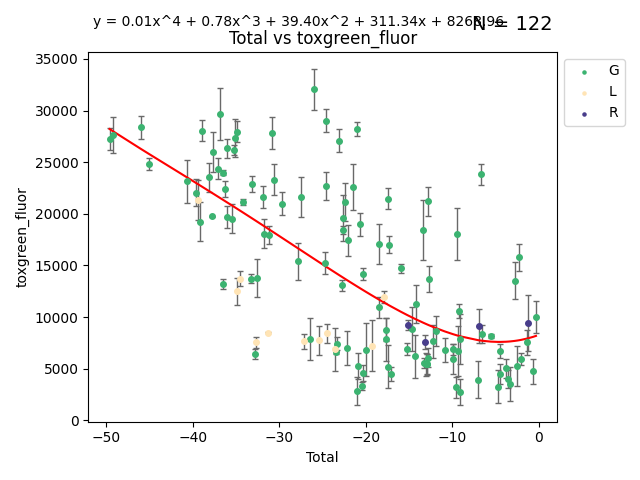 y = 0.01x^4 + 0.78x^3 + 39.40x^2 + 311.34x + 8268.96
N = 122
Total vs toxgreen_fluor
35000
30000
25000
20000
15000
10000
5000
0
toxgreen_fluor
−50 −40 −30 −20 −10 0
Total
G
L
R